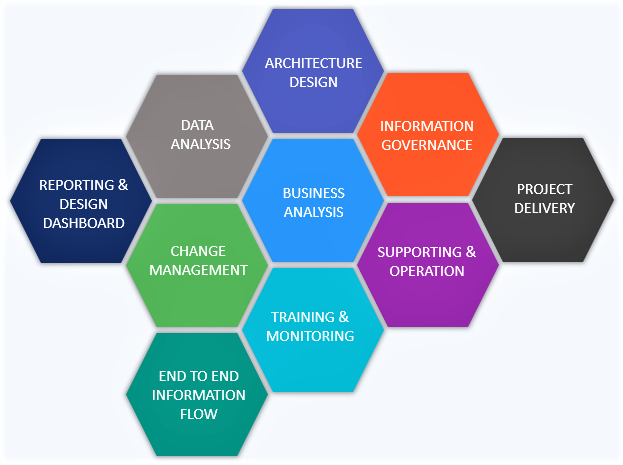 ARCHITECTURE
DESIGN
DATA
ANALYSIS
INFORMATION
GOVERNANCE
REPORTING &
DESIGN
DASHBOARD
BUSINESS
ANALYSIS
PROJECT
DELIVERY
CHANGE
MANAGEMENT
SUPPORTING &
OPERATION
TRAINING &
MONITORING
END TO END
INFORMATION
FLOW